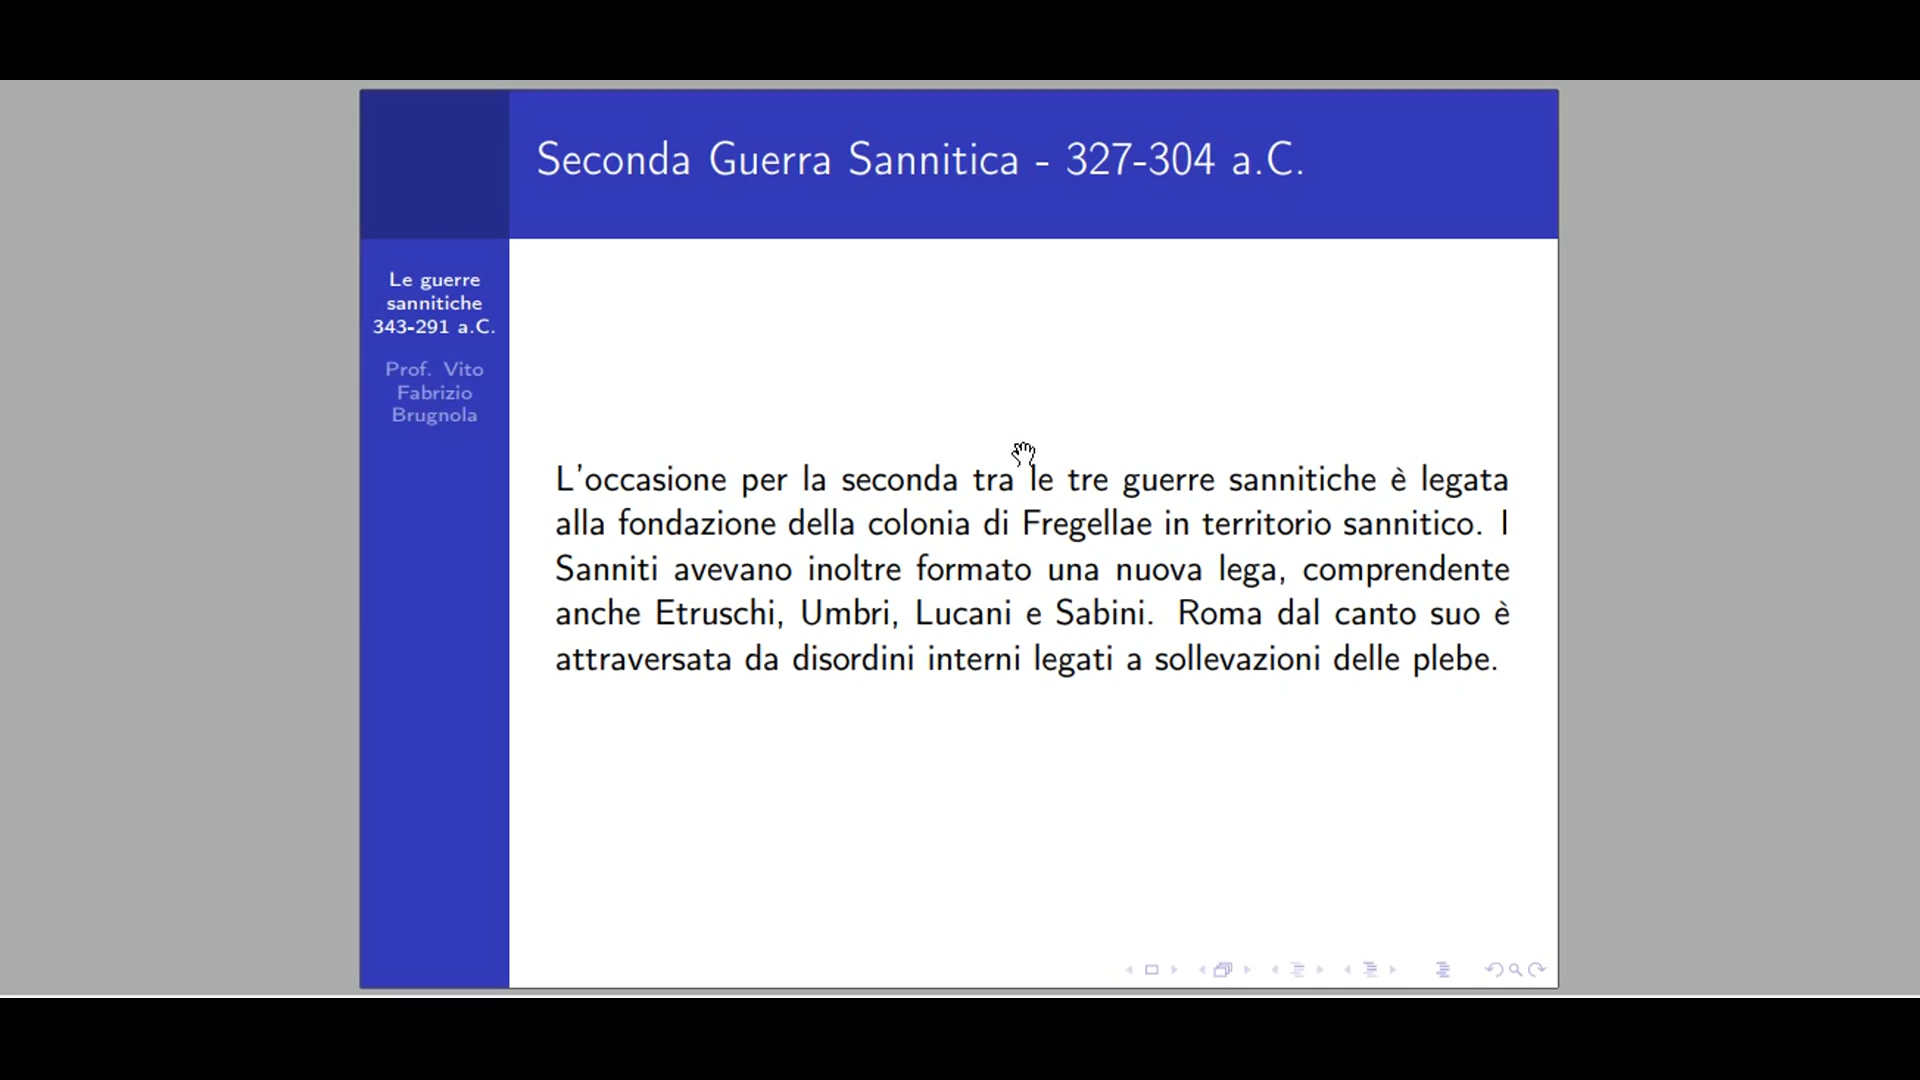 Seconda Guerra Sannitica - 327-304 a.C.
Le guerre
sannitiche
343-291 a.C.
Prof. Vito
Fabrizio
Brugnola
L'occasione per la seconda tra le tre guerre sannitiche è legata
alla fondazione della colonia di Fregellae in territorio sannitico. I
Sanniti avevano inoltre formato una nuova lega, comprendente
anche Etruschi, Umbri, Lucani e Sabini. Roma dal canto suo è
attraversata da disordini interni legati a sollevazioni delle plebe.